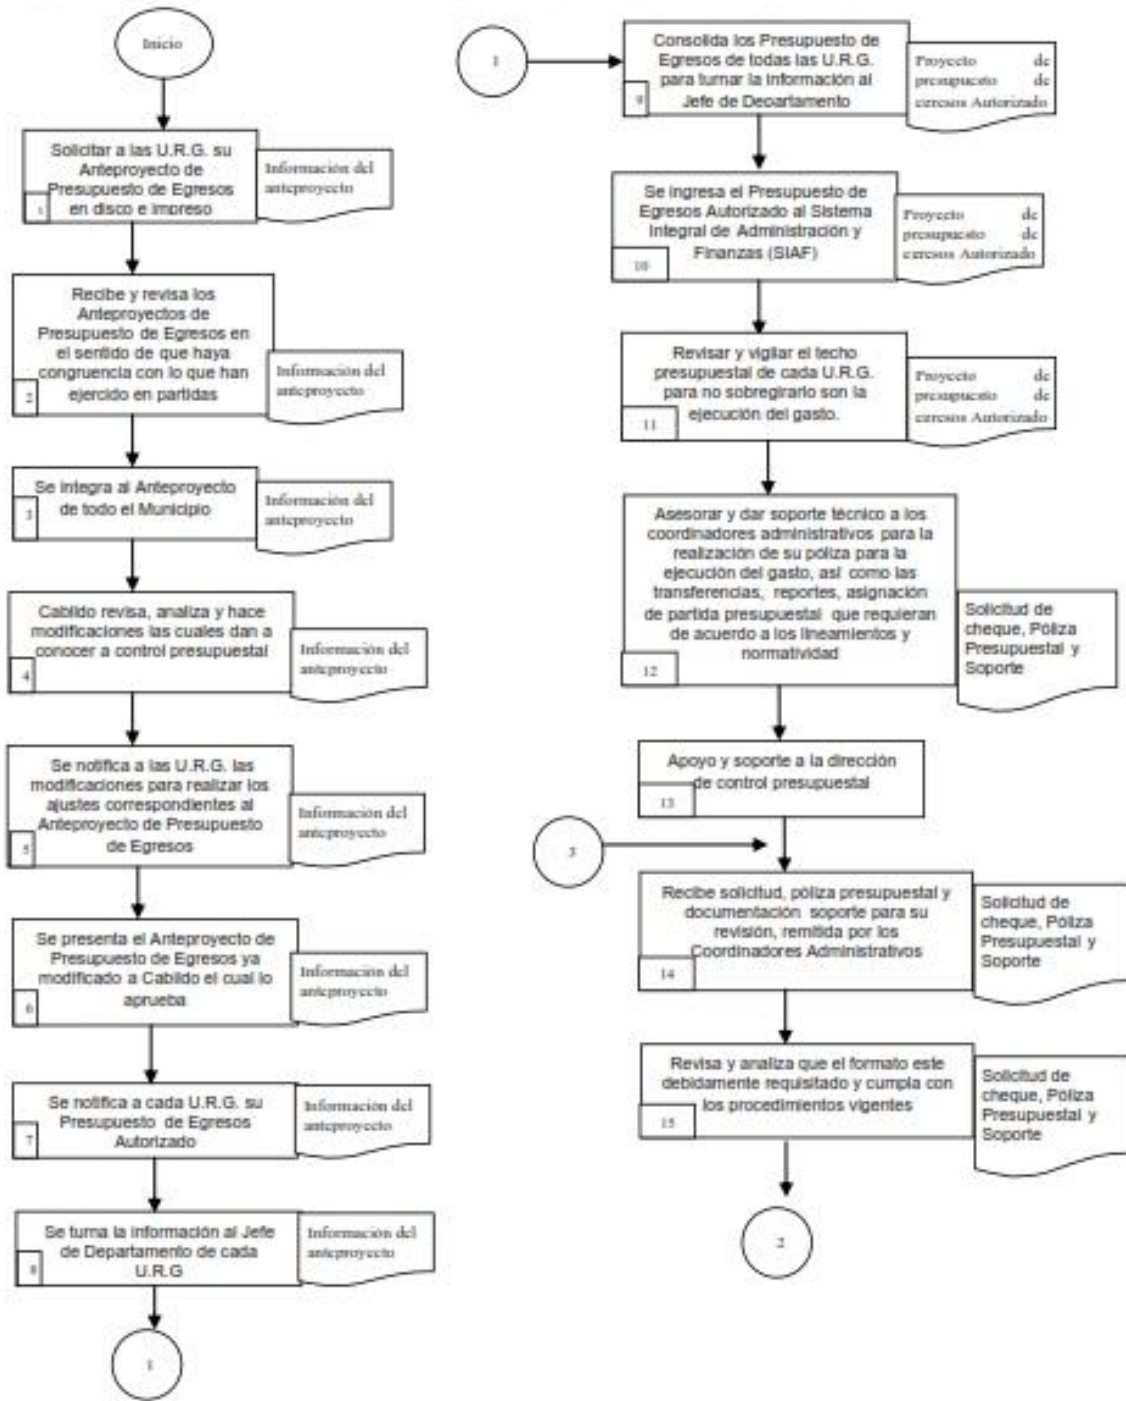 Inicio
Solicitar a las U.R.G. su
Anteproyecto de
Presupuesto de Egresos
en disco e impreso
1
Información del
anteproyecto
Recibe y revisa los
Anteproyectos de
Presupuesto de Egresos en
el sentido de que haya
congruencia con lo que han
ejercido en partidas
2
Información del
anteproyecto
Se integra al Anteproyecto
de todo el Municipio
3
Información del
anteproyecto
Cabildo revisa, analiza y hace
modificaciones las cuales dan a
conocer a control presupuestal
4
Información del
anteproyecto
Se notifica a las U.R.G. las
modificaciones para realizar los
ajustes correspondientes al
Anteproyecto de Presupuesto
de Egresos
5
Información del
anteproyecto
Se presenta el Anteproyecto de
Presupuesto de Egresos ya
modificado a Cabildo el cual lo
aprueba
6
Información del
anteproyecto
Se notifica a cada U.R.G. su
Presupuesto de Egresos
Autorizado
7
Información del
anteproyecto
Se turna la información al Jefe
de Departamento de cada
U.R.G
8
Información del
anteproyecto
1
1
Consolida los Presupuesto de
Egresos de todas las U.R.G.
para turnar la información al
Jefe de Departamento
9
Proyecto de
presupuesto de
ceresos Autorizado
Se ingresa el Presupuesto de
Egresos Autorizado al Sistema
Integral de Administración y
Finanzas (SIAF)
10
Proyecto de
presupuesto de
ceresos Autorizado
Revisar y vigilar el techo
presupuestal de cada U.R.G.
para no sobregirarlo son la
ejecución del gasto.
11
Proyecto de
presupuesto de
ceresos Autorizado
Asesorar y dar soporte técnico a los
coordinadores administrativos para la
realización de su póliza para la
ejecución del gasto, así como las
transferencias, reportes, asignación
de partida presupuestal que requieran
de acuerdo a los lineamientos y
normatividad
12
Solicitud de
cheque, Póliza
Presupuestal y
Soporte
Apoyo y soporte a la dirección
de control presupuestal
13
3
Recibe solicitud, póliza presupuestal y
documentación soporte para su
revisión, remitida por los
Coordinadores Administrativos
14
Solicitud de
cheque, Póliza
Presupuestal y
Soporte
Revisa y analiza que el formato este
debidamente requisitado y cumpla con
los procedimientos vigentes
15
Solicitud de
cheque, Póliza
Presupuestal y
Soporte
2